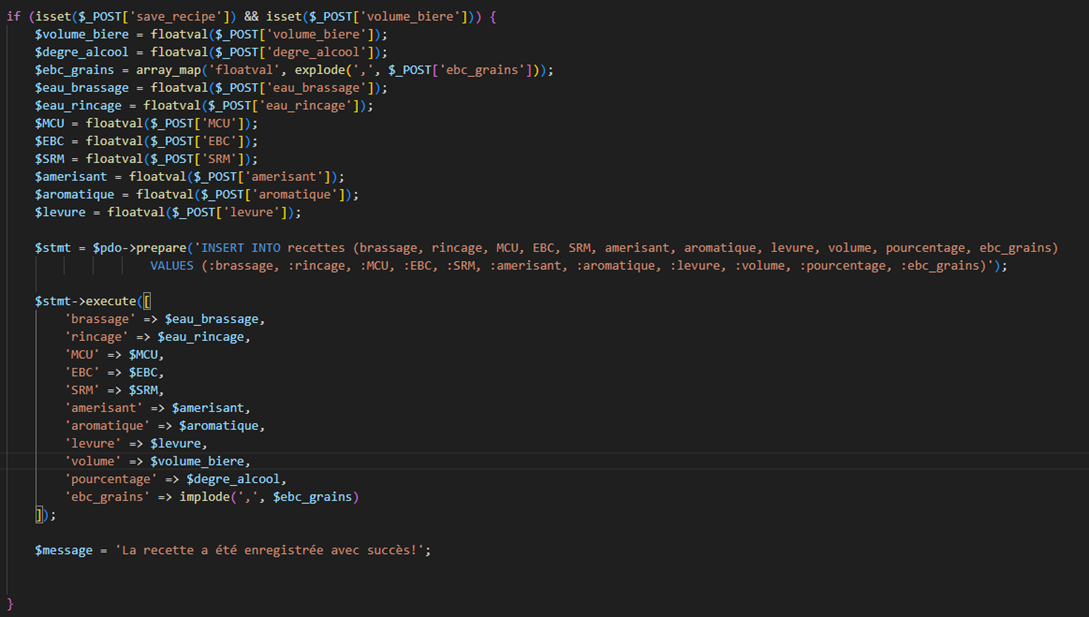 if (isset($_POST['save_recipe']) && isset($_POST['volume_biere'])) {
$volume_biere = floatval($_POST['volume_biere']);
$degre_alcool = floatval($_POST['degre_alcool']);
$ebc_grains = array_map('floatval', explode(',', $_POST['ebc_grains']));
$eau_brassage = floatval($_POST['eau_brassage']);
$eau_rincage = floatval($_POST['eau_rincage']);
$MCU = floatval($_POST['MCU']);
$EBC = floatval($_POST['EBC']);
$SRM = floatval($_POST['SRM']);
$amerisant = floatval($_POST['amerisant']);
$aromatique = floatval($_POST['aromatique']);
$levure = floatval($_POST['levure']);
$stmt = $pdo->prepare('INSERT INTO recettes (brassage, rincage, MCU, EBC, SRM, amerisant, aromatique, levure, volume, pourcentage, ebc_grains)
VALUES (:brassage, :rincage, :MCU, :EBC, :SRM, :amerisant, :aromatique, :levure, :volume, :pourcentage, :ebc_grains)');
$stmt->execute([
'brassage' => $eau_brassage,
'rincage' => $eau_rincage,
'MCU' => $MCU,
'EBC' => $EBC,
'SRM' => $SRM,
'amerisant' => $amerisant,
'aromatique' => $aromatique,
'levure' => $levure,
'volume' => $volume_biere,
'pourcentage' => $degre_alcool,
'ebc_grains' => implode(',', $ebc_grains)
]);
$message = 'La recette a été enregistrée avec succès!';
}